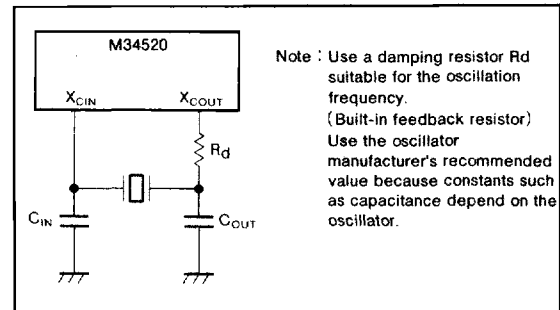 M34520
XCIN XCOUT
Rd
CIN COUT
Note : Use a damping resistor Rd
suitable for the oscillation
frequency.
(Built-in feedback resistor)
Use the oscillator
manufacturer's recommended
value because constants such
as capacitance depend on the
oscillator.